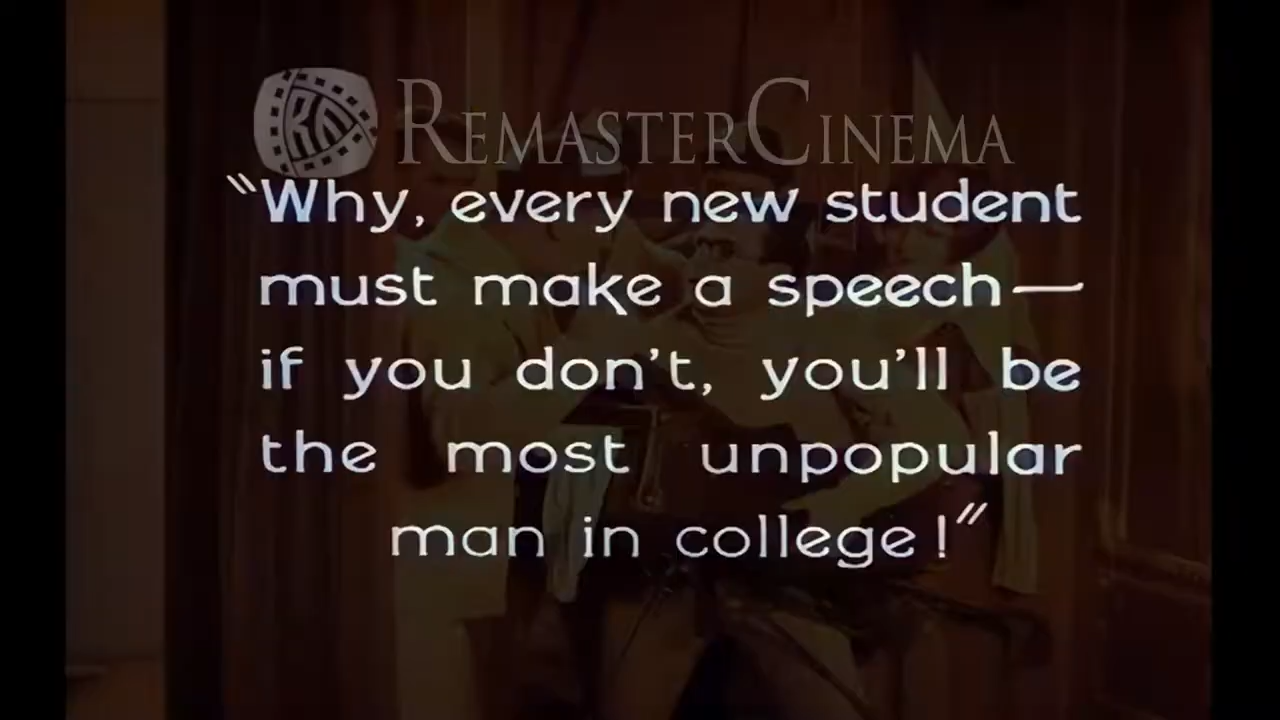 REMASTERCINEMA
"Why, every new student
must make a speech—
if you don't, you'll be
the most unpopular
man in college!"